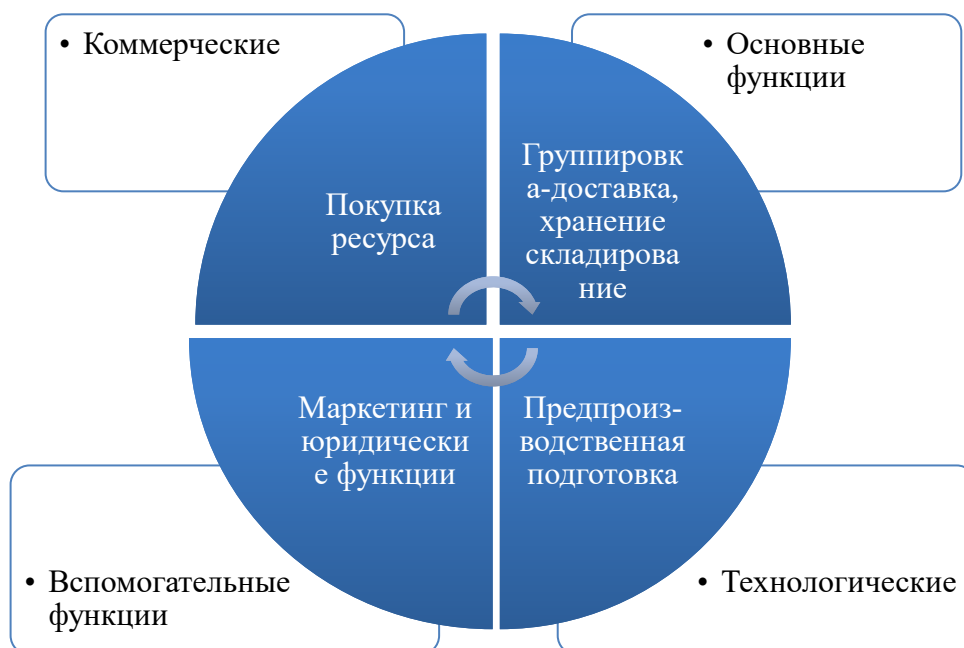 • Коммерческие
• Основные
функции
Покупка
ресурса
Группировк
а-доставка,
хранение
складирова
ние
Маркетинг и
юридически
е функции
Предпроиз-
водственная
подготовка
• Вспомогательные
функции
• Технологические